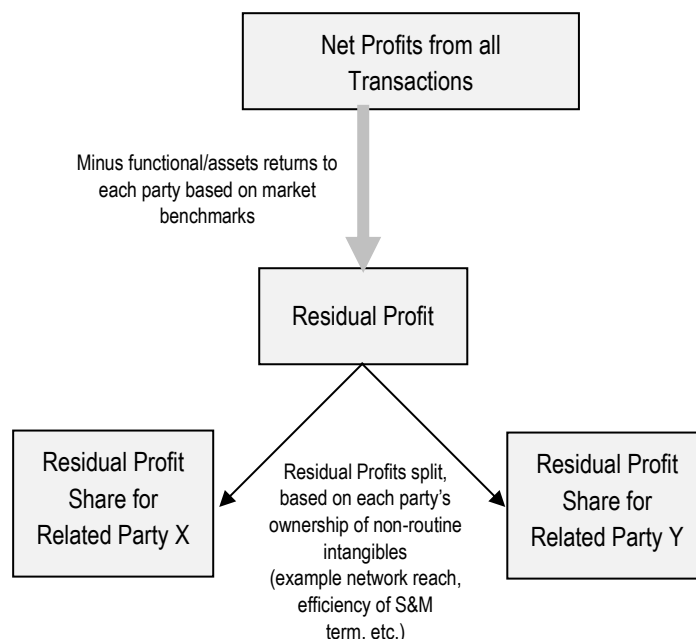 Net Profits from all
Transactions
Minus functional/assets returns to
each party based on market
benchmarks
Residual Profit
Residual Profit
Share for
Related Party X
Residual Profits split,
based on each party’s
ownership of non-routine
intangibles
(example network reach,
efficiency of S&M
term, etc.)
Residual Profit
Share for
Related Party Y